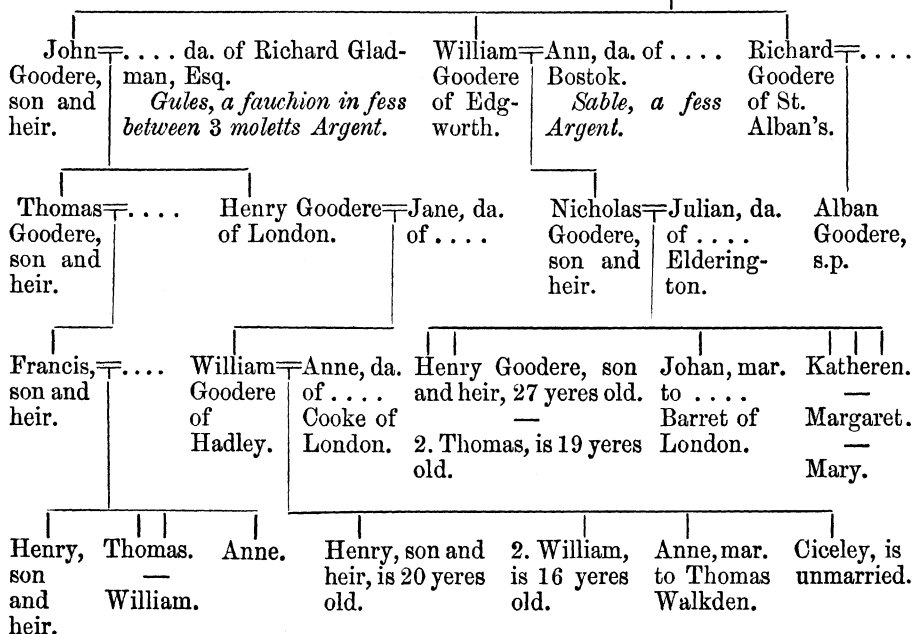 John=.... da. of Richard Glad-
Goodere, man, Esq.
son and Gules, a fauchion in fess
heir. between 3 moletts Argent.
William=Ann, da. of ....
Goodere Bostok.
of Edg- Sable, a fess
worth. Argent.
Richard=....
Goodere
of St.
Alban's.
Thomas=....
Goodere,
son and
heir.
Henry Goodere=Jane, da.
of London. of ....
Nicholas=Julian, da.
Goodere, of ....
son and Elderingt-
heir. ton.
Alban
Goodere,
s.p.
Francis,=....
son and
heir.
William=Anne, da.
Goodere of ....
of Cooke of
Hadley. London.
Henry Goodere, son
and heir, 27 yeres old.
—
2. Thomas, is 19 yeres
old.
Johan, mar.
to ....
Barret of
London.
Katheren.
—
Margaret.
—
Mary.
Henry,
son
and
heir.
Thomas.
—
William.
Anne.
Henry, son and
heir, is 20 yeres
old.
2. William,
is 16 yeres
old.
Anne, mar.
to Thomas
Walkden.
Ciceley, is
unmarried.